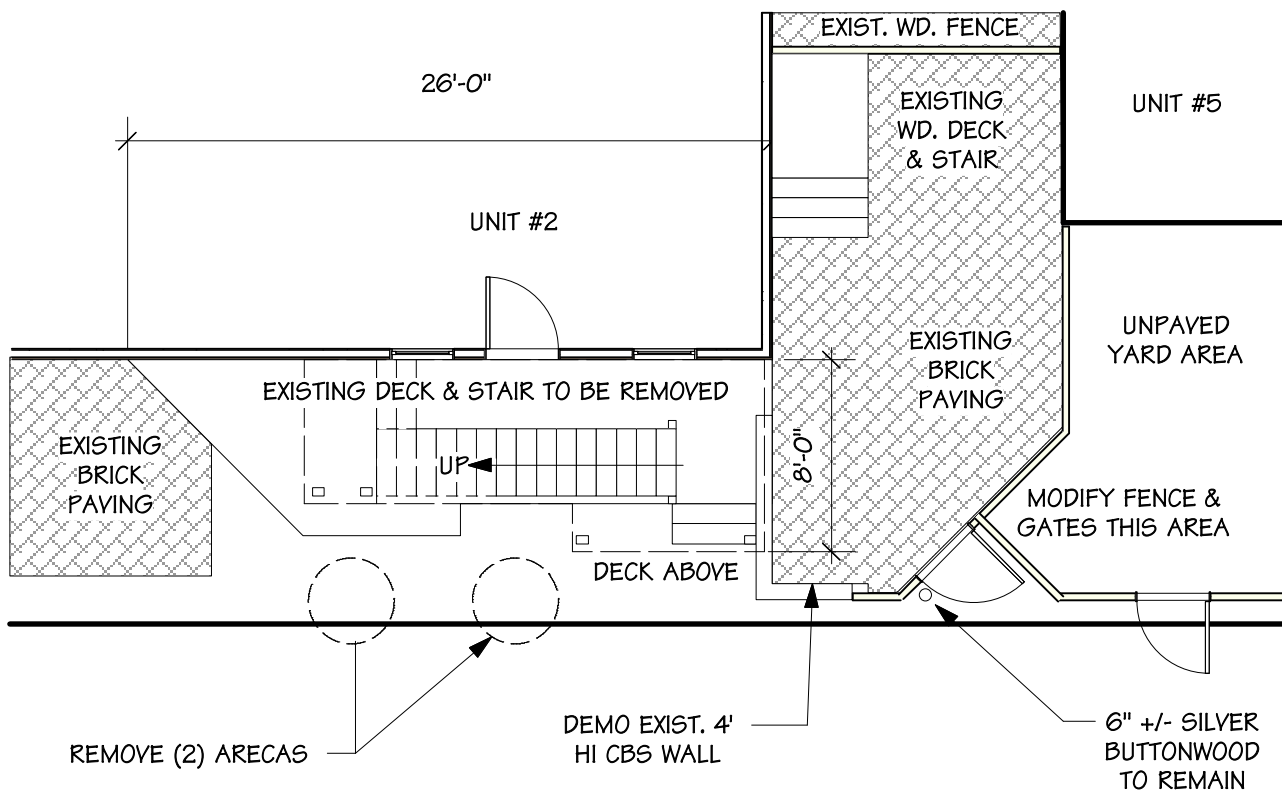 EXIST. WD. FENCE
26'-0"
EXISTING
WD. DECK
& STAIR
UNIT #5
UNIT #2
UNPAVED
YARD AREA
EXISTING
BRICK
PAVING
EXISTING DECK & STAIR TO BE REMOVED
EXISTING
BRICK
PAVING
UP
8'-0"
MODIFY FENCE &
GATES THIS AREA
DECK ABOVE
REMOVE (2) ARECAS
DEMO EXIST. 4'
HI CBS WALL
6" +/- SILVER
BUTTONWOOD
TO REMAIN